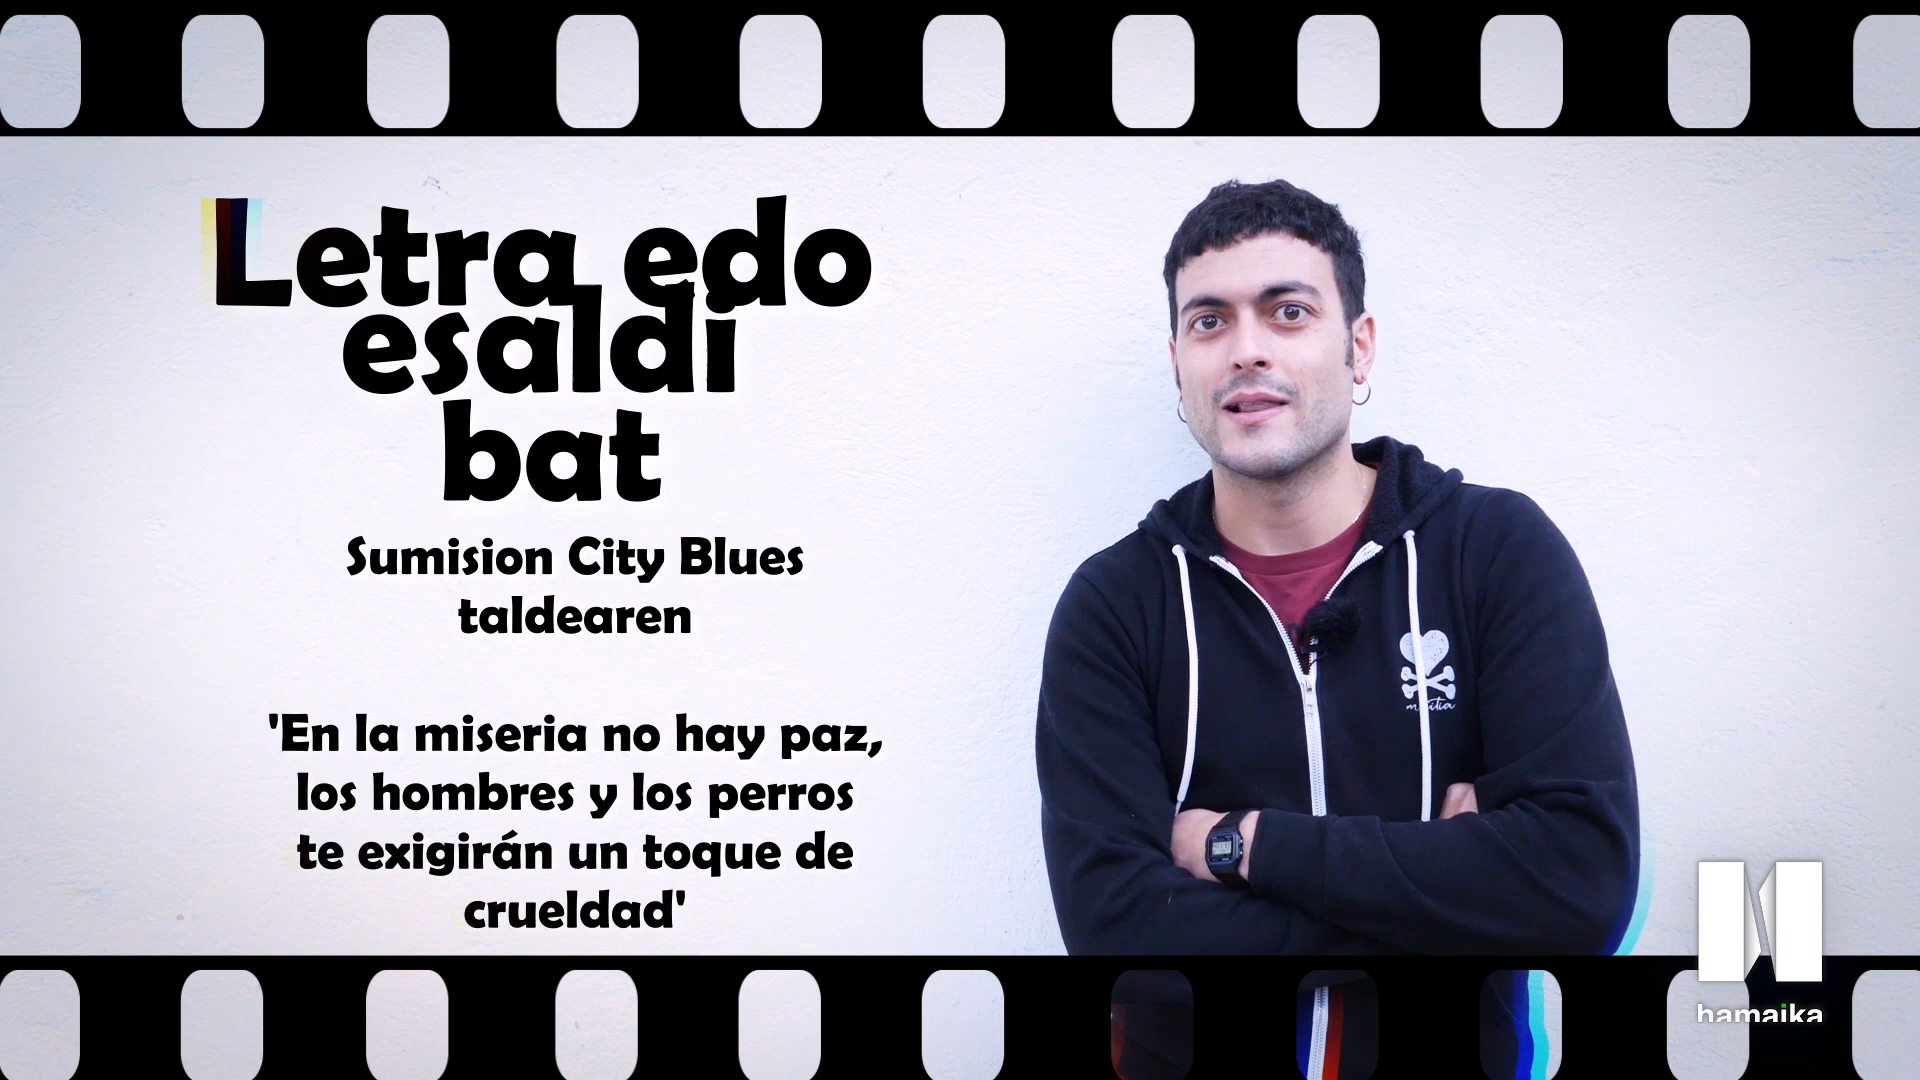 Letra edo
esaldi
bat
Sumision City Blues
taldearen
'En la miseria no hay paz,
los hombres y los perros
te exigirán un toque de
crueldad'
hamaika